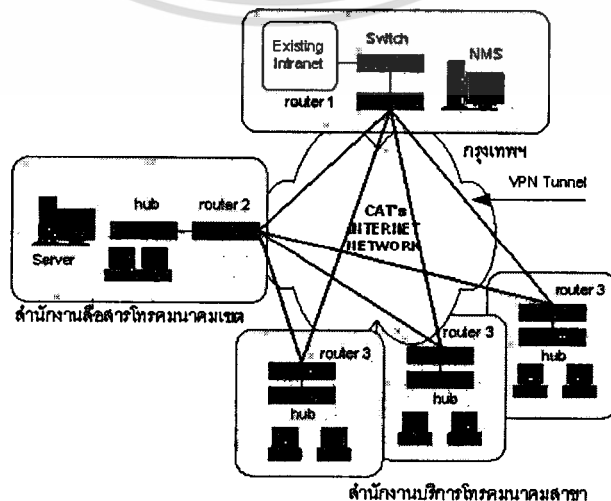 Existing
Intranet
Switch
NMS
router 1
กรุงเทพฯ
VPN Tunnel
CAT's
INTERNET
NETWORK
hub
router 2
Server
สำนักงานสื่อสารโทรคมนาคมเขต
router 3
hub
router 3
hub
router 3
hub
สำนักงานบริการโทรคมนาคมสาขา